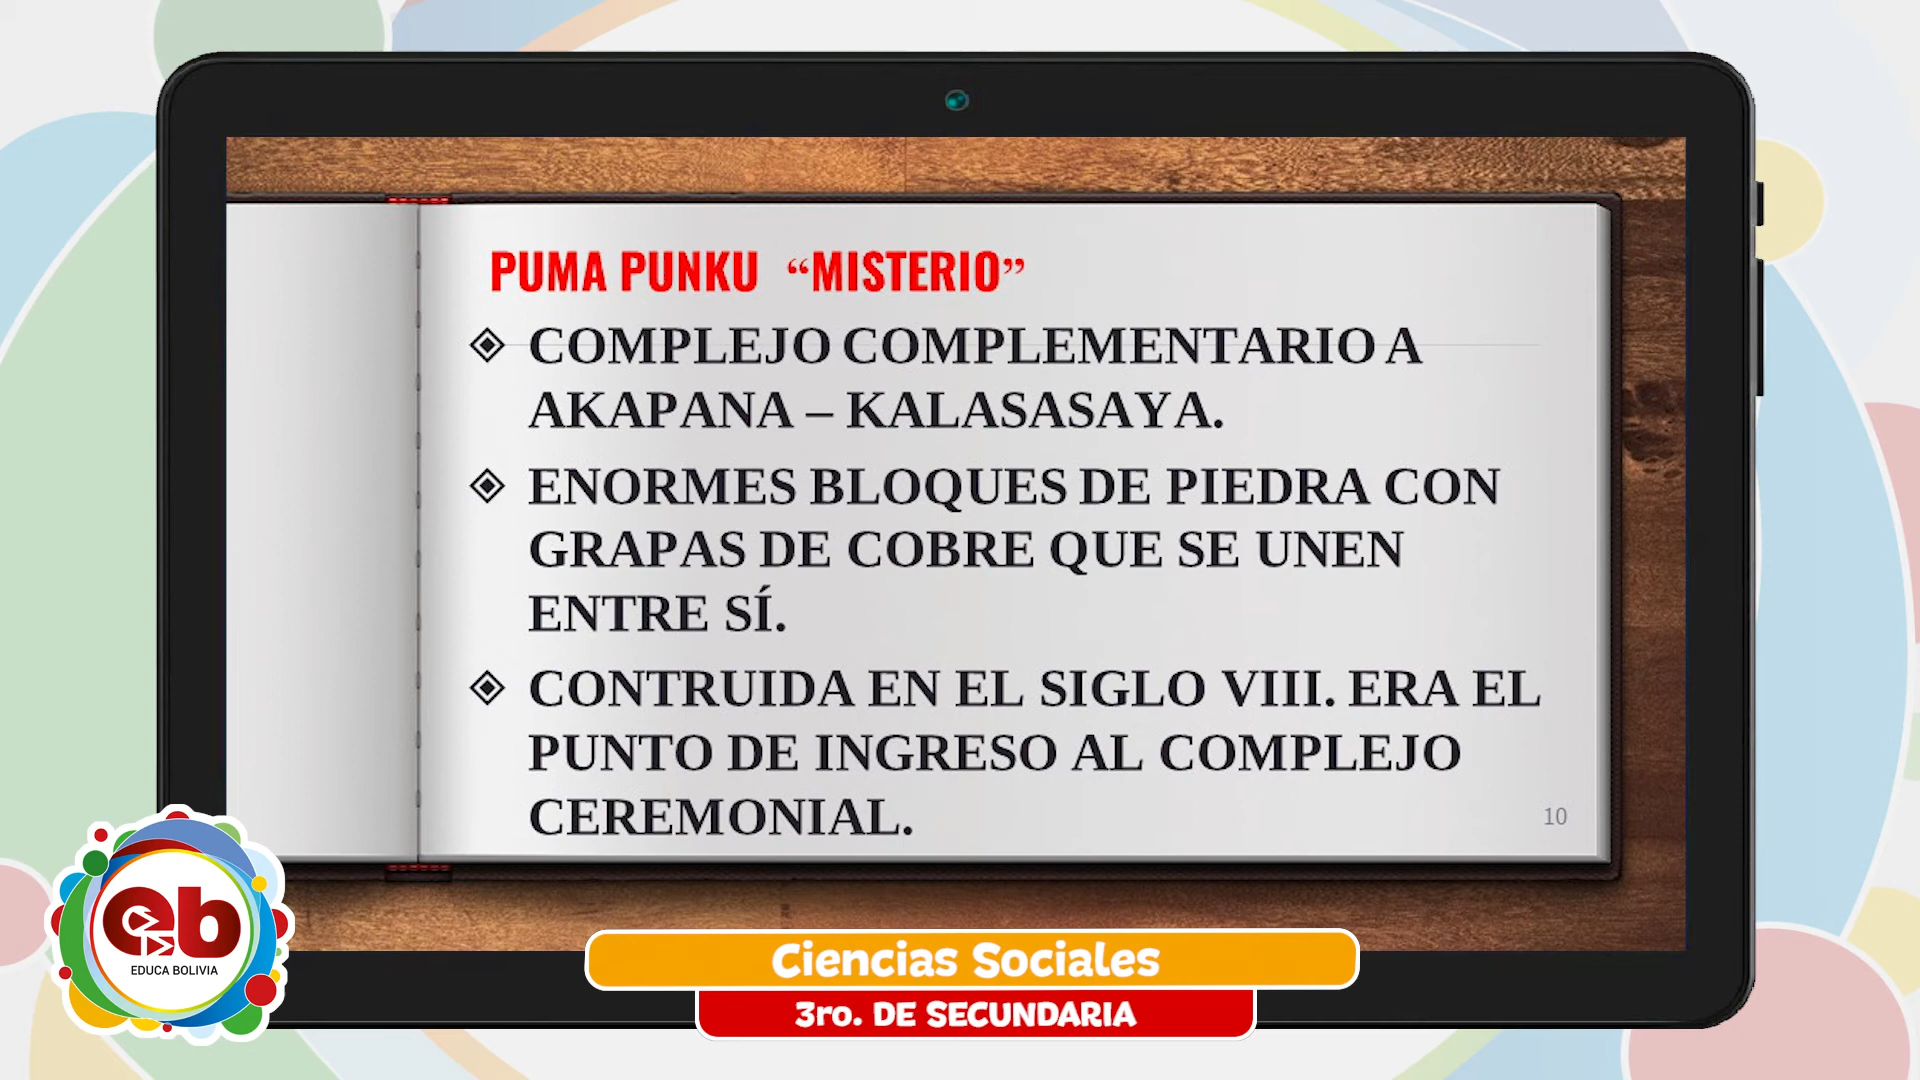 PUMA PUNKU “MISTERIO”
COMPLEJO COMPLEMENTARIO A
AKAPANA – KALASASAYA.
ENORMES BLOQUES DE PIEDRA CON
GRAPAS DE COBRE QUE SE UNEN
ENTRE SÍ.
CONTRUIDA EN EL SIGLO VIII. ERA EL
PUNTO DE INGRESO AL COMPLEJO
CEREMONIAL.
10
eb
EDUCA BOLIVIA
Ciencias Sociales
3ro. DE SECUNDARIA